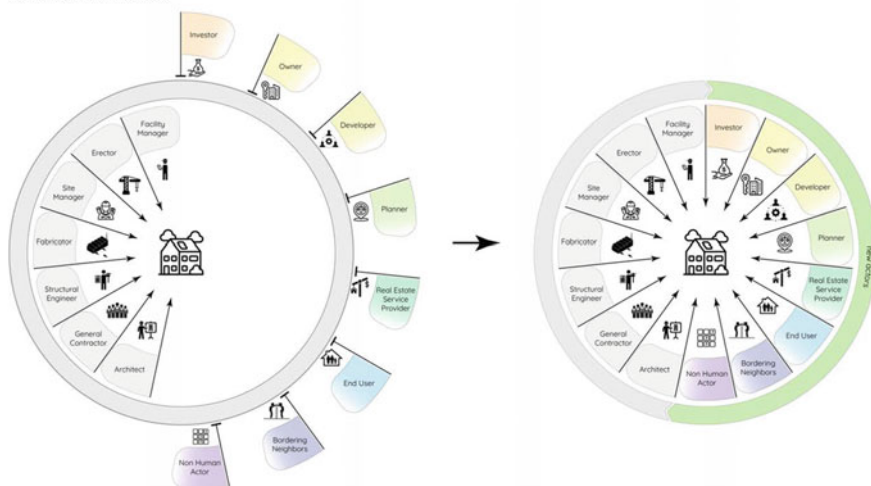 Investor
Owner
Developer
Planner
Real Estate
Service
Provider
End User
Bordering
Neighbors
Non Human
Actor
Architect
General
Contractor
Structural
Engineer
Fabricator
Site
Manager
Erector
Facility
Manager
Investor
Owner
Developer
Planner
Real Estate
Service
Provider
End User
Bordering
Neighbors
Non Human
Actor
Architect
General
Contractor
Structural
Engineer
Fabricator
Site
Manager
Erector
Facility
Manager
new actors